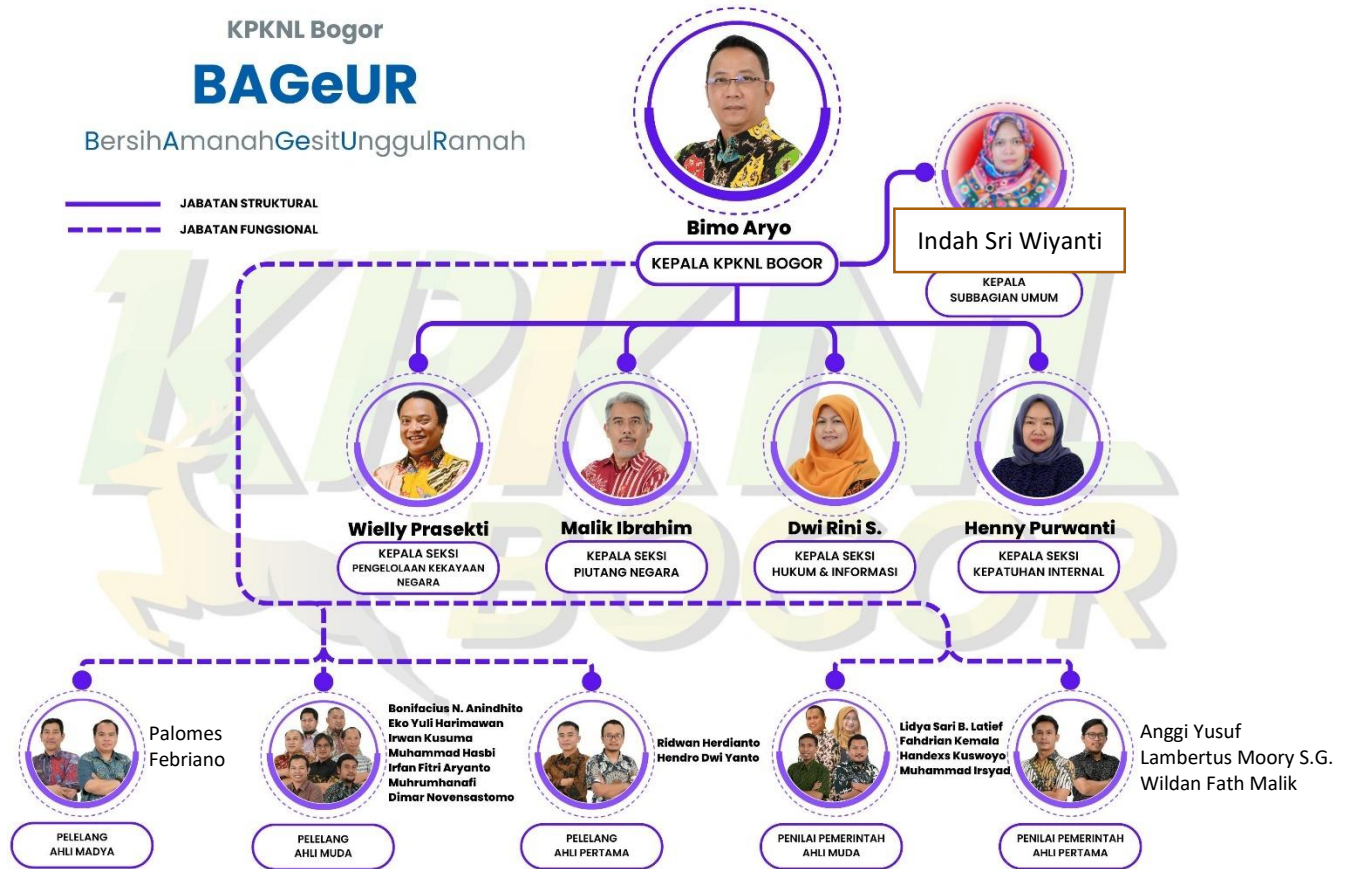 KPKNL Bogor
BAGeUR
BersihAmanahGesitUnggulRamah
JABATAN STRUKTURAL
JABATAN FUNGSIONAL
Bimo Aryo
KEPALA KPKNL BOGOR
Indah Sri Wiyanti
KEPALA
SUBBAGIAN UMUM
KPKNL
BOGOR
Wielly Prasekti
KEPALA SEKSI
PENGELOLAAN KEKAYAAN
NEGARA
Malik Ibrahim
KEPALA SEKSI
PIUTANG NEGARA
Dwi Rini S.
KEPALA SEKSI
HUKUM & INFORMASI
Henny Purwanti
KEPALA SEKSI
KEPATUHAN INTERNAL
Palomes
Febriano
PELELANG
AHLI MADYA
Bonifacius N. Anindhito
Eko Yuli Harimawan
Irwan Kusuma
Muhammad Hasbi
Irfan Fitri Aryanto
Muhrumhanafi
Dimar Novensastomo
PELELANG
AHLI MUDA
Ridwan Herdianto
Hendro Dwi Yanto
PELELANG
AHLI PERTAMA
Lidya Sari B. Latief
Fahdrian Kemala
Handexs Kuswoyo
Muhammad Irsyad
PENILAI PEMERINTAH
AHLI MUDA
Anggi Yusuf
Lambertus Moory S.G.
Wildan Fath Malik
PENILAI PEMERINTAH
AHLI PERTAMA